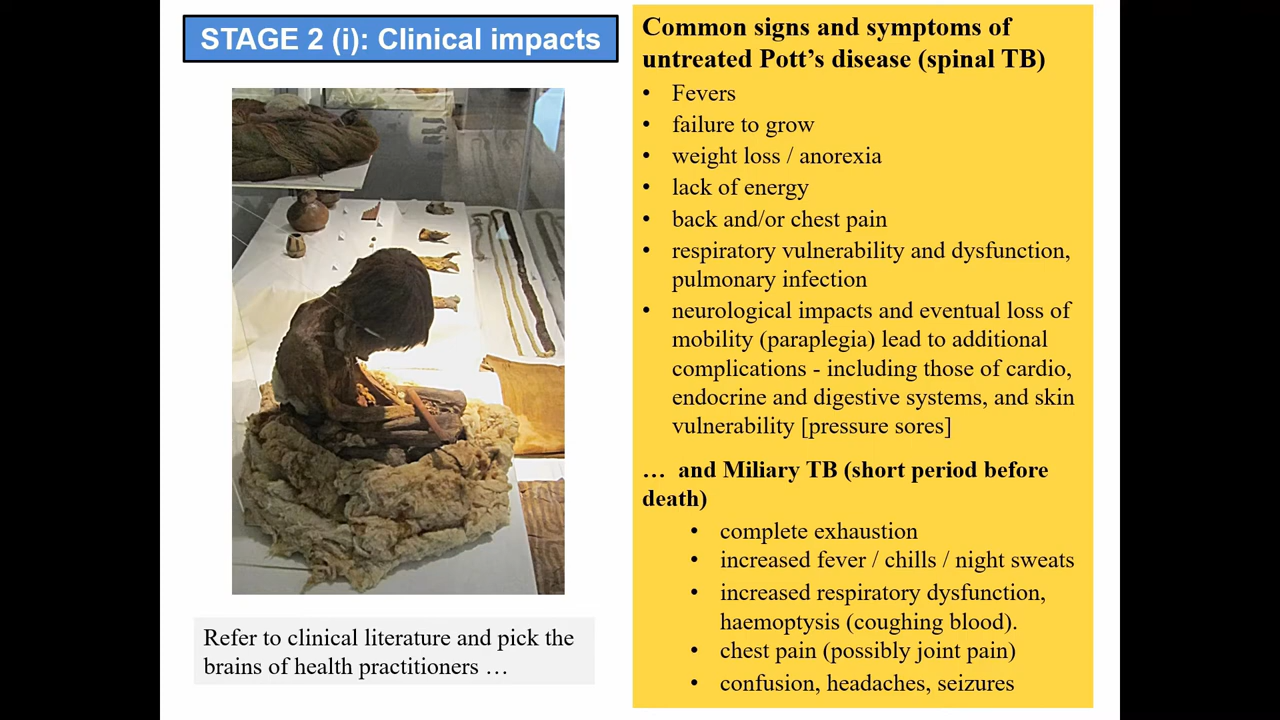 STAGE 2 (i): Clinical impacts
Refer to clinical literature and pick the
brains of health practitioners …
Common signs and symptoms of
untreated Pott’s disease (spinal TB)
• Fevers
• failure to grow
• weight loss / anorexia
• lack of energy
• back and/or chest pain
• respiratory vulnerability and dysfunction,
pulmonary infection
• neurological impacts and eventual loss of
mobility (paraplegia) lead to additional
complications - including those of cardio,
endocrine and digestive systems, and skin
vulnerability [pressure sores]
… and Miliary TB (short period before
death)
• complete exhaustion
• increased fever / chills / night sweats
• increased respiratory dysfunction,
haemoptysis (coughing blood).
• chest pain (possibly joint pain)
• confusion, headaches, seizures